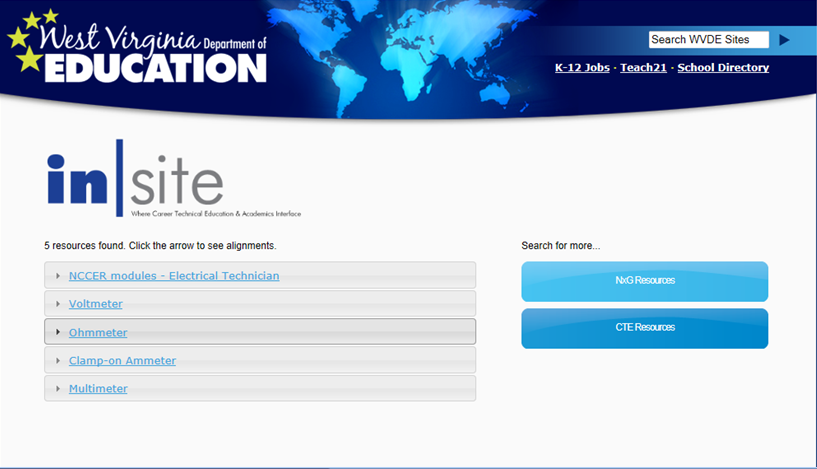 West Virginia Department of
EDUCATION
Search WVDE Sites
K-12 Jobs · Teach21 · School Directory
in|site
Where Career Technical Education & Academics Interface
5 resources found. Click the arrow to see alignments.
NCCER modules - Electrical Technician
Voltmeter
Ohmmeter
Clamp-on Ammeter
Multimeter
Search for more...
NxG Resources
CTE Resources